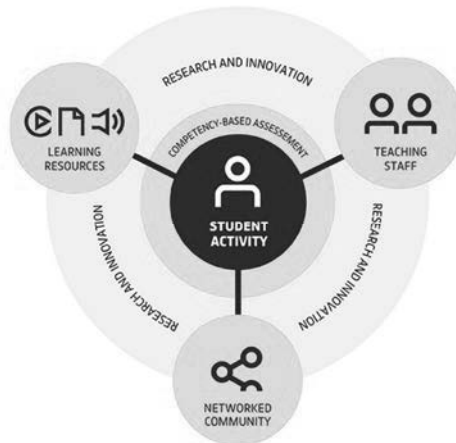 RESEARCH AND INNOVATION
LEARNING
RESOURCES
COMPETENCY-BASED ASSESSMENT
TEACHING
STAFF
STUDENT
ACTIVITY
RESEARCH AND INNOVATION
RESEARCH AND INNOVATION
NETWORKED
COMMUNITY